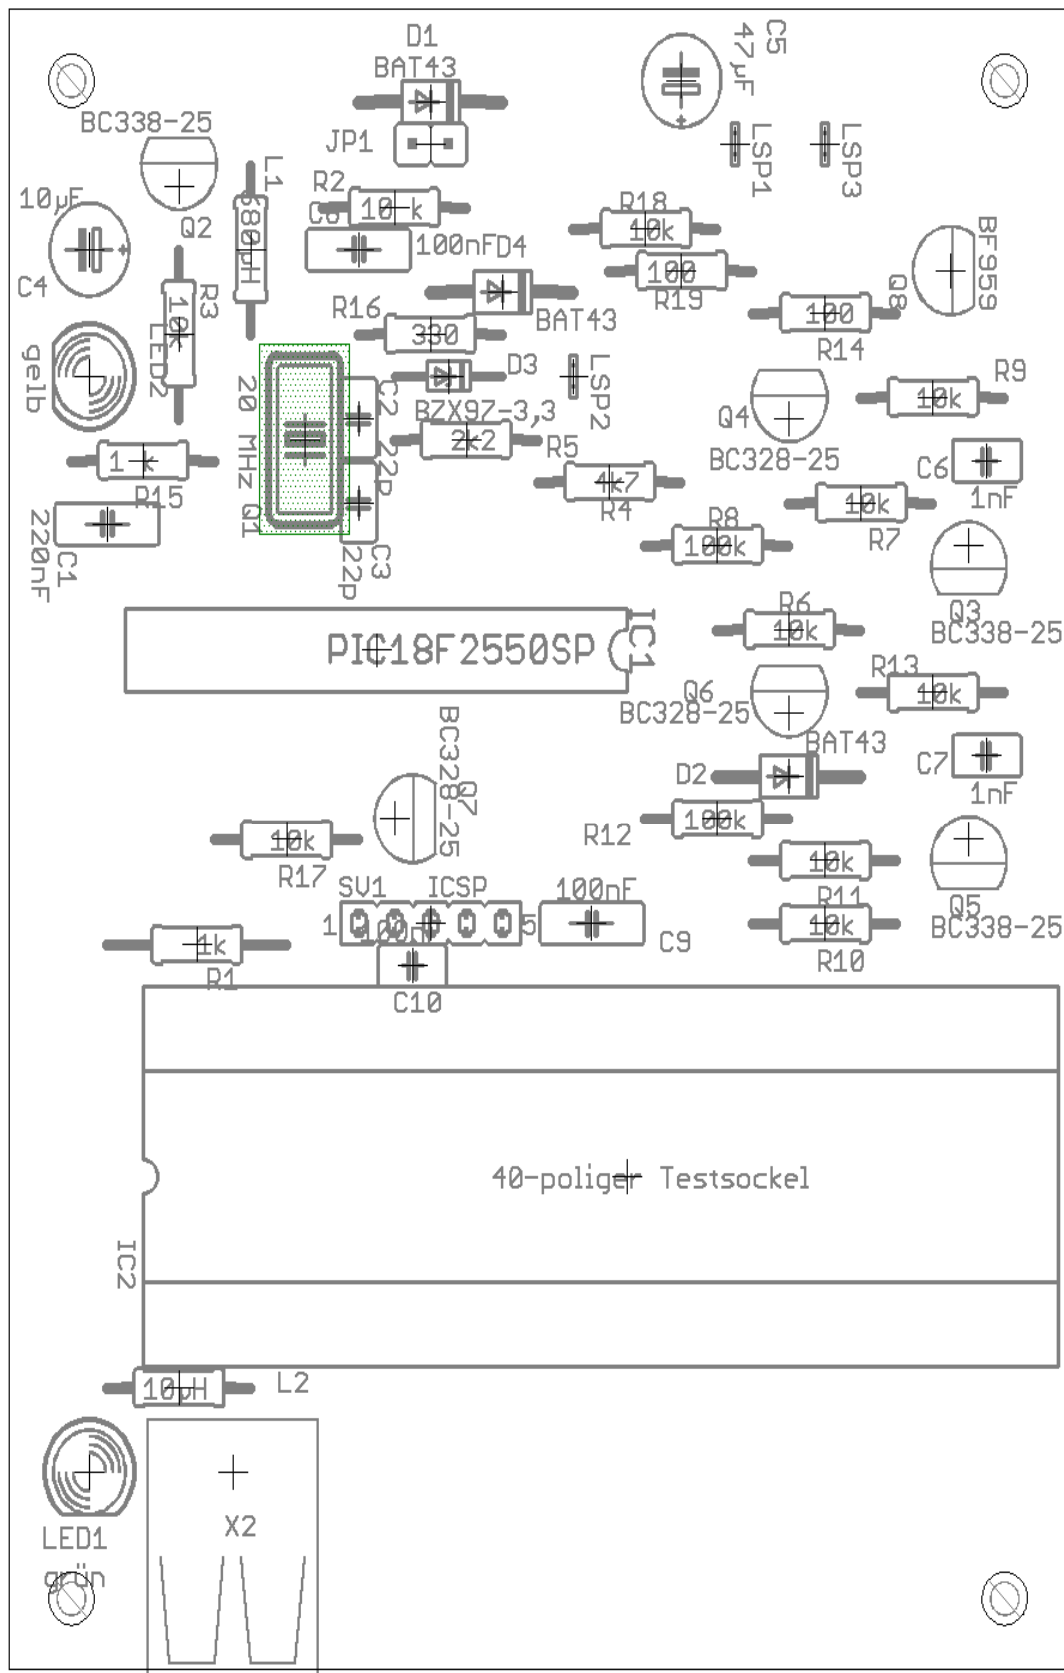 D1
BAT43
C5
47µF
BC338-25
JP1
LSP1
LSP3
L1
680µH
R2
10k
10µF
Q2
C8
100nF
D4
R18
10k
BF959
C4
R3
10k
R16
330
BAT43
100
R19
Q8
100
R14
gelb
LED2
20 MHz
Q1
C2
22p
D3
BZX97-3,3
LSP2
R9
10k
Q4
BC328-25
2k2
R5
1k
R15
4k7
R4
C6
1nF
10k
R7
220nF
C1
C3
22p
R8
100k
Q3
BC338-25
R6
10k
PIC18F2550SP
IC1
R13
10k
Q6
BC328-25
BAT43
D2
C7
1nF
BC328-25
Q7
100k
R12
10k
R17
10k
R11
Q5
BC338-25
SV1
ICSP
100nF
1
5
100nF
C9
10k
R10
1k
R1
C10
40-poliger Testsockel
IC2
10µH
L2
X2
LED1
grün